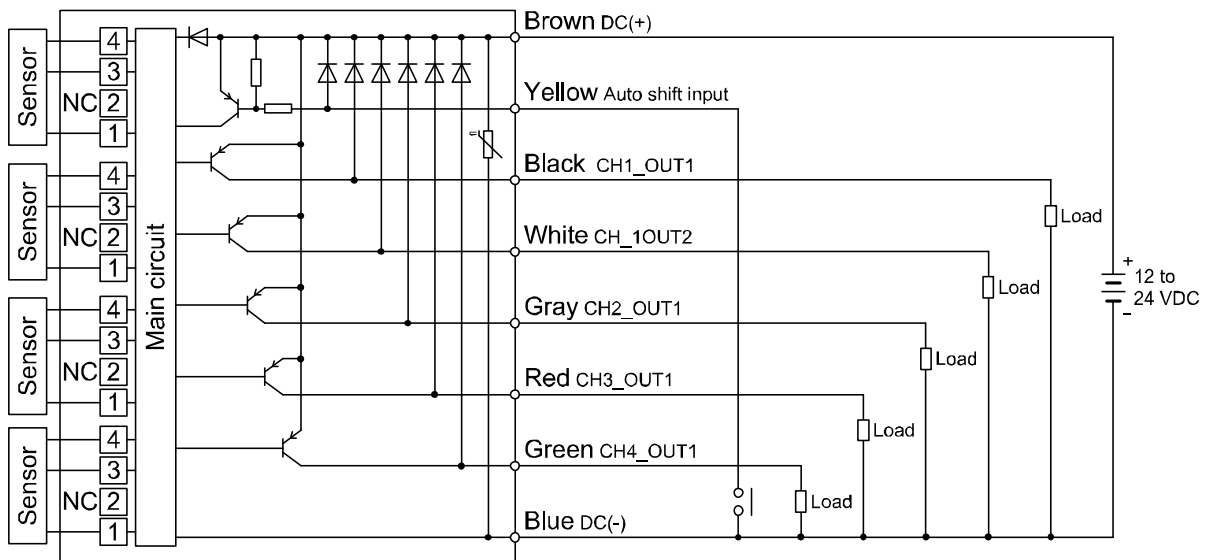 Sensor
4
3
NC 2
1
Sensor
4
3
NC 2
1
Sensor
4
3
NC 2
1
Sensor
4
3
NC 2
1
Main circuit
Brown DC(+)
Yellow Auto shift input
Black CH1_OUT1
White CH_1OUT2
Gray CH2_OUT1
Red CH3_OUT1
Green CH4_OUT1
Blue DC(-)
Load
Load
Load
Load
Load
+
12 to
24 VDC
-